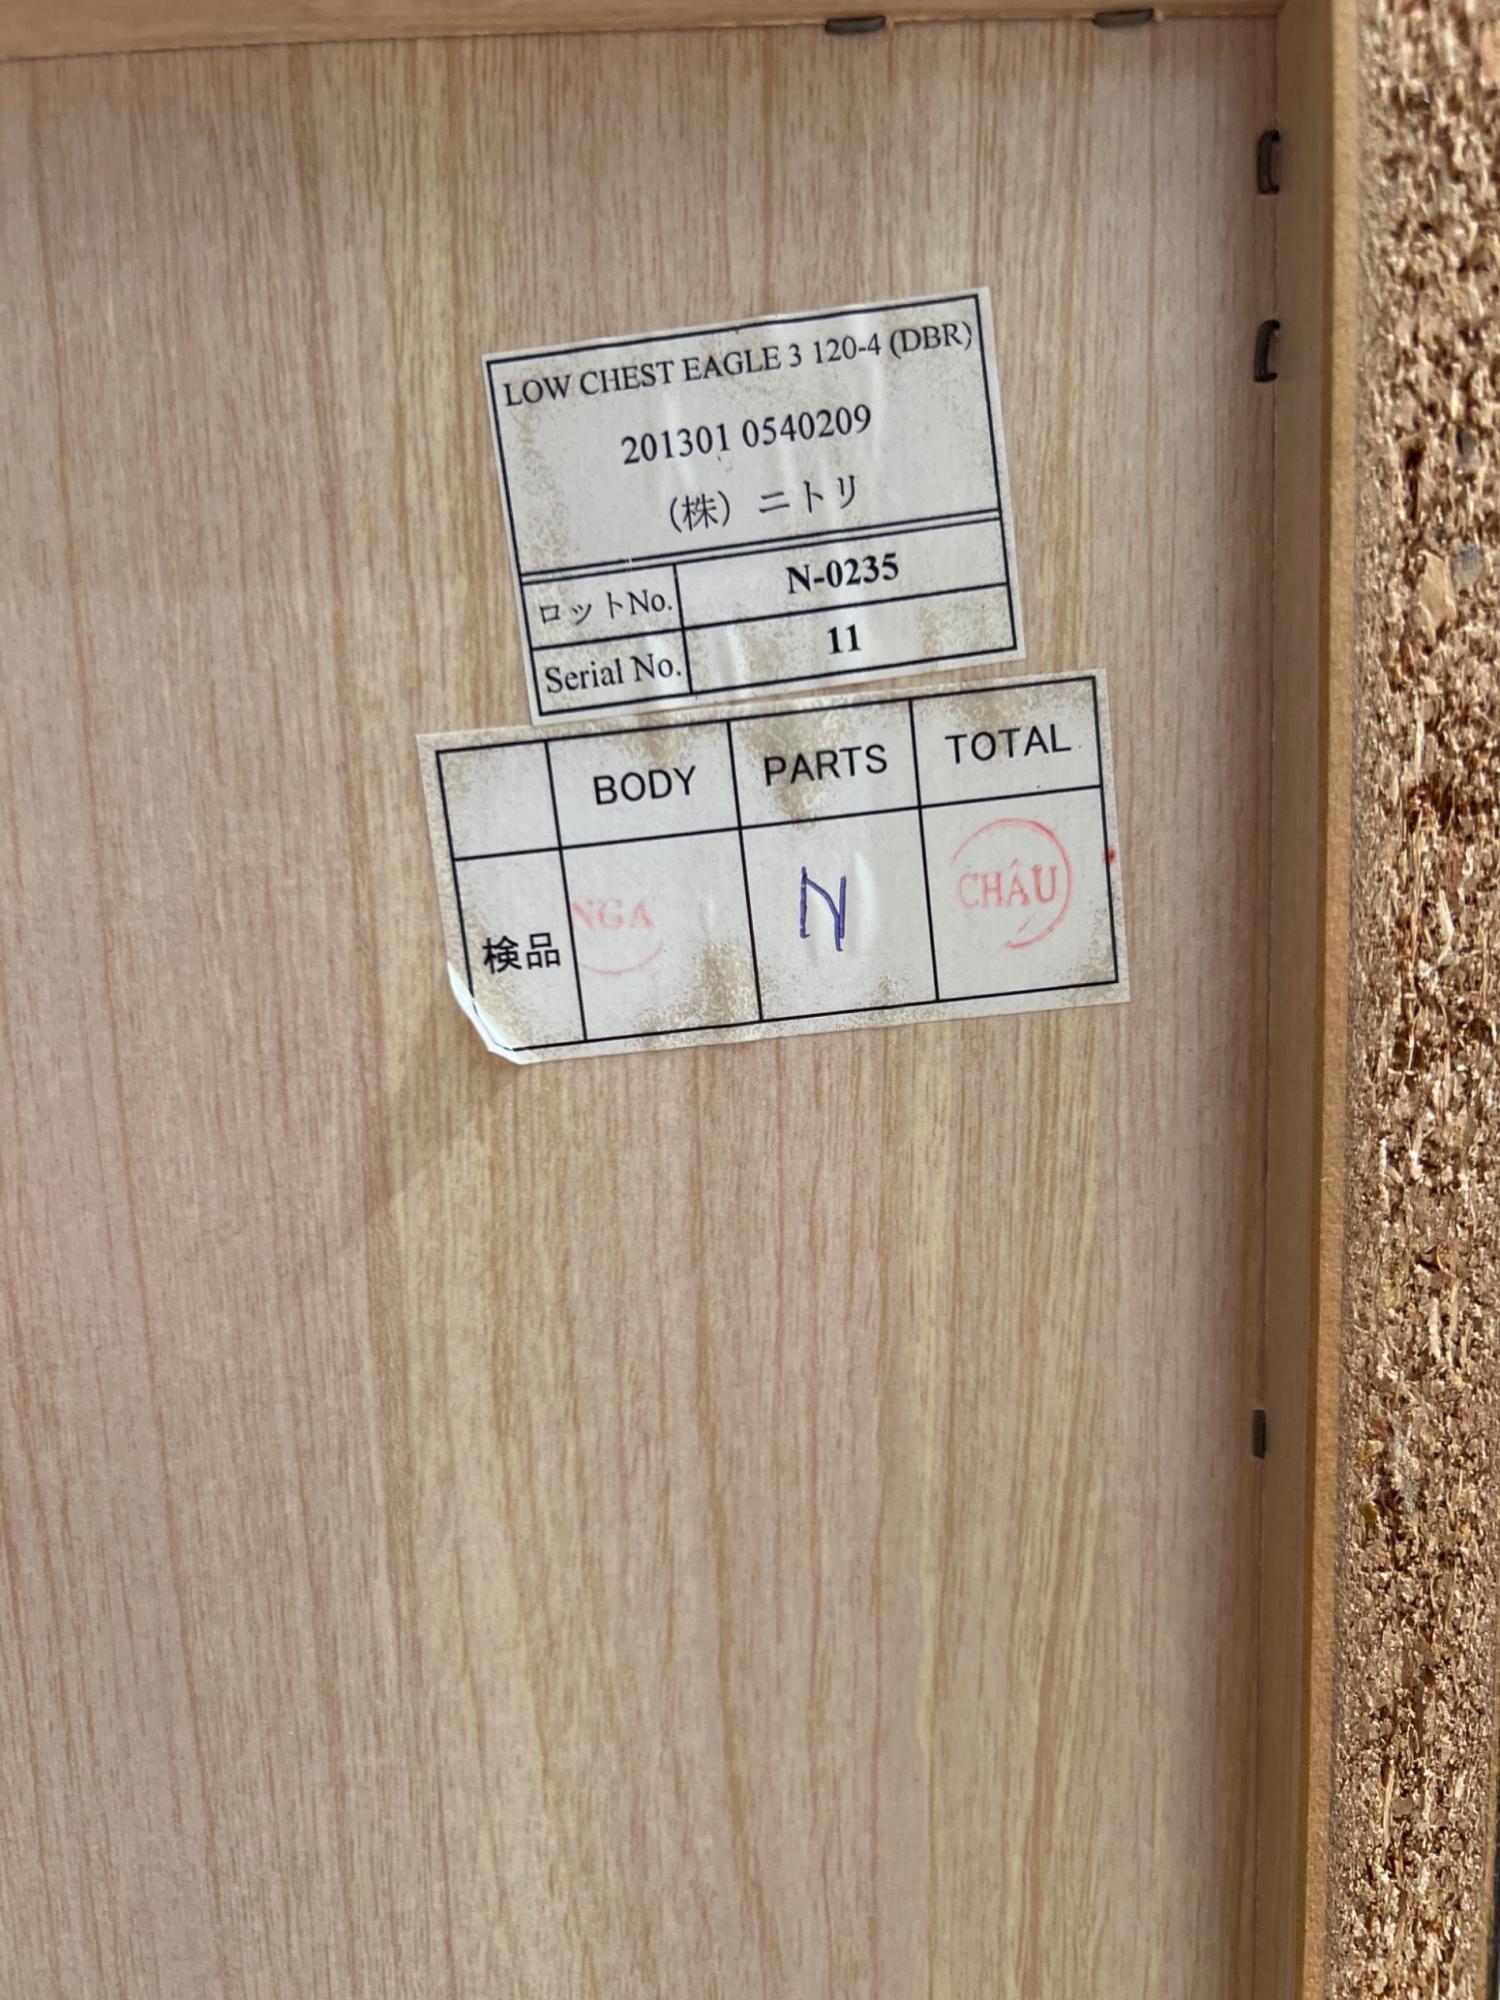 LOW CHEST EAGLE 3 120-4 (DBR)
201301 0540209
（株）ニトリ
ロットNo. N-0235
Serial No. 11
BODY PARTS TOTAL
検品 NGA N CHÂU